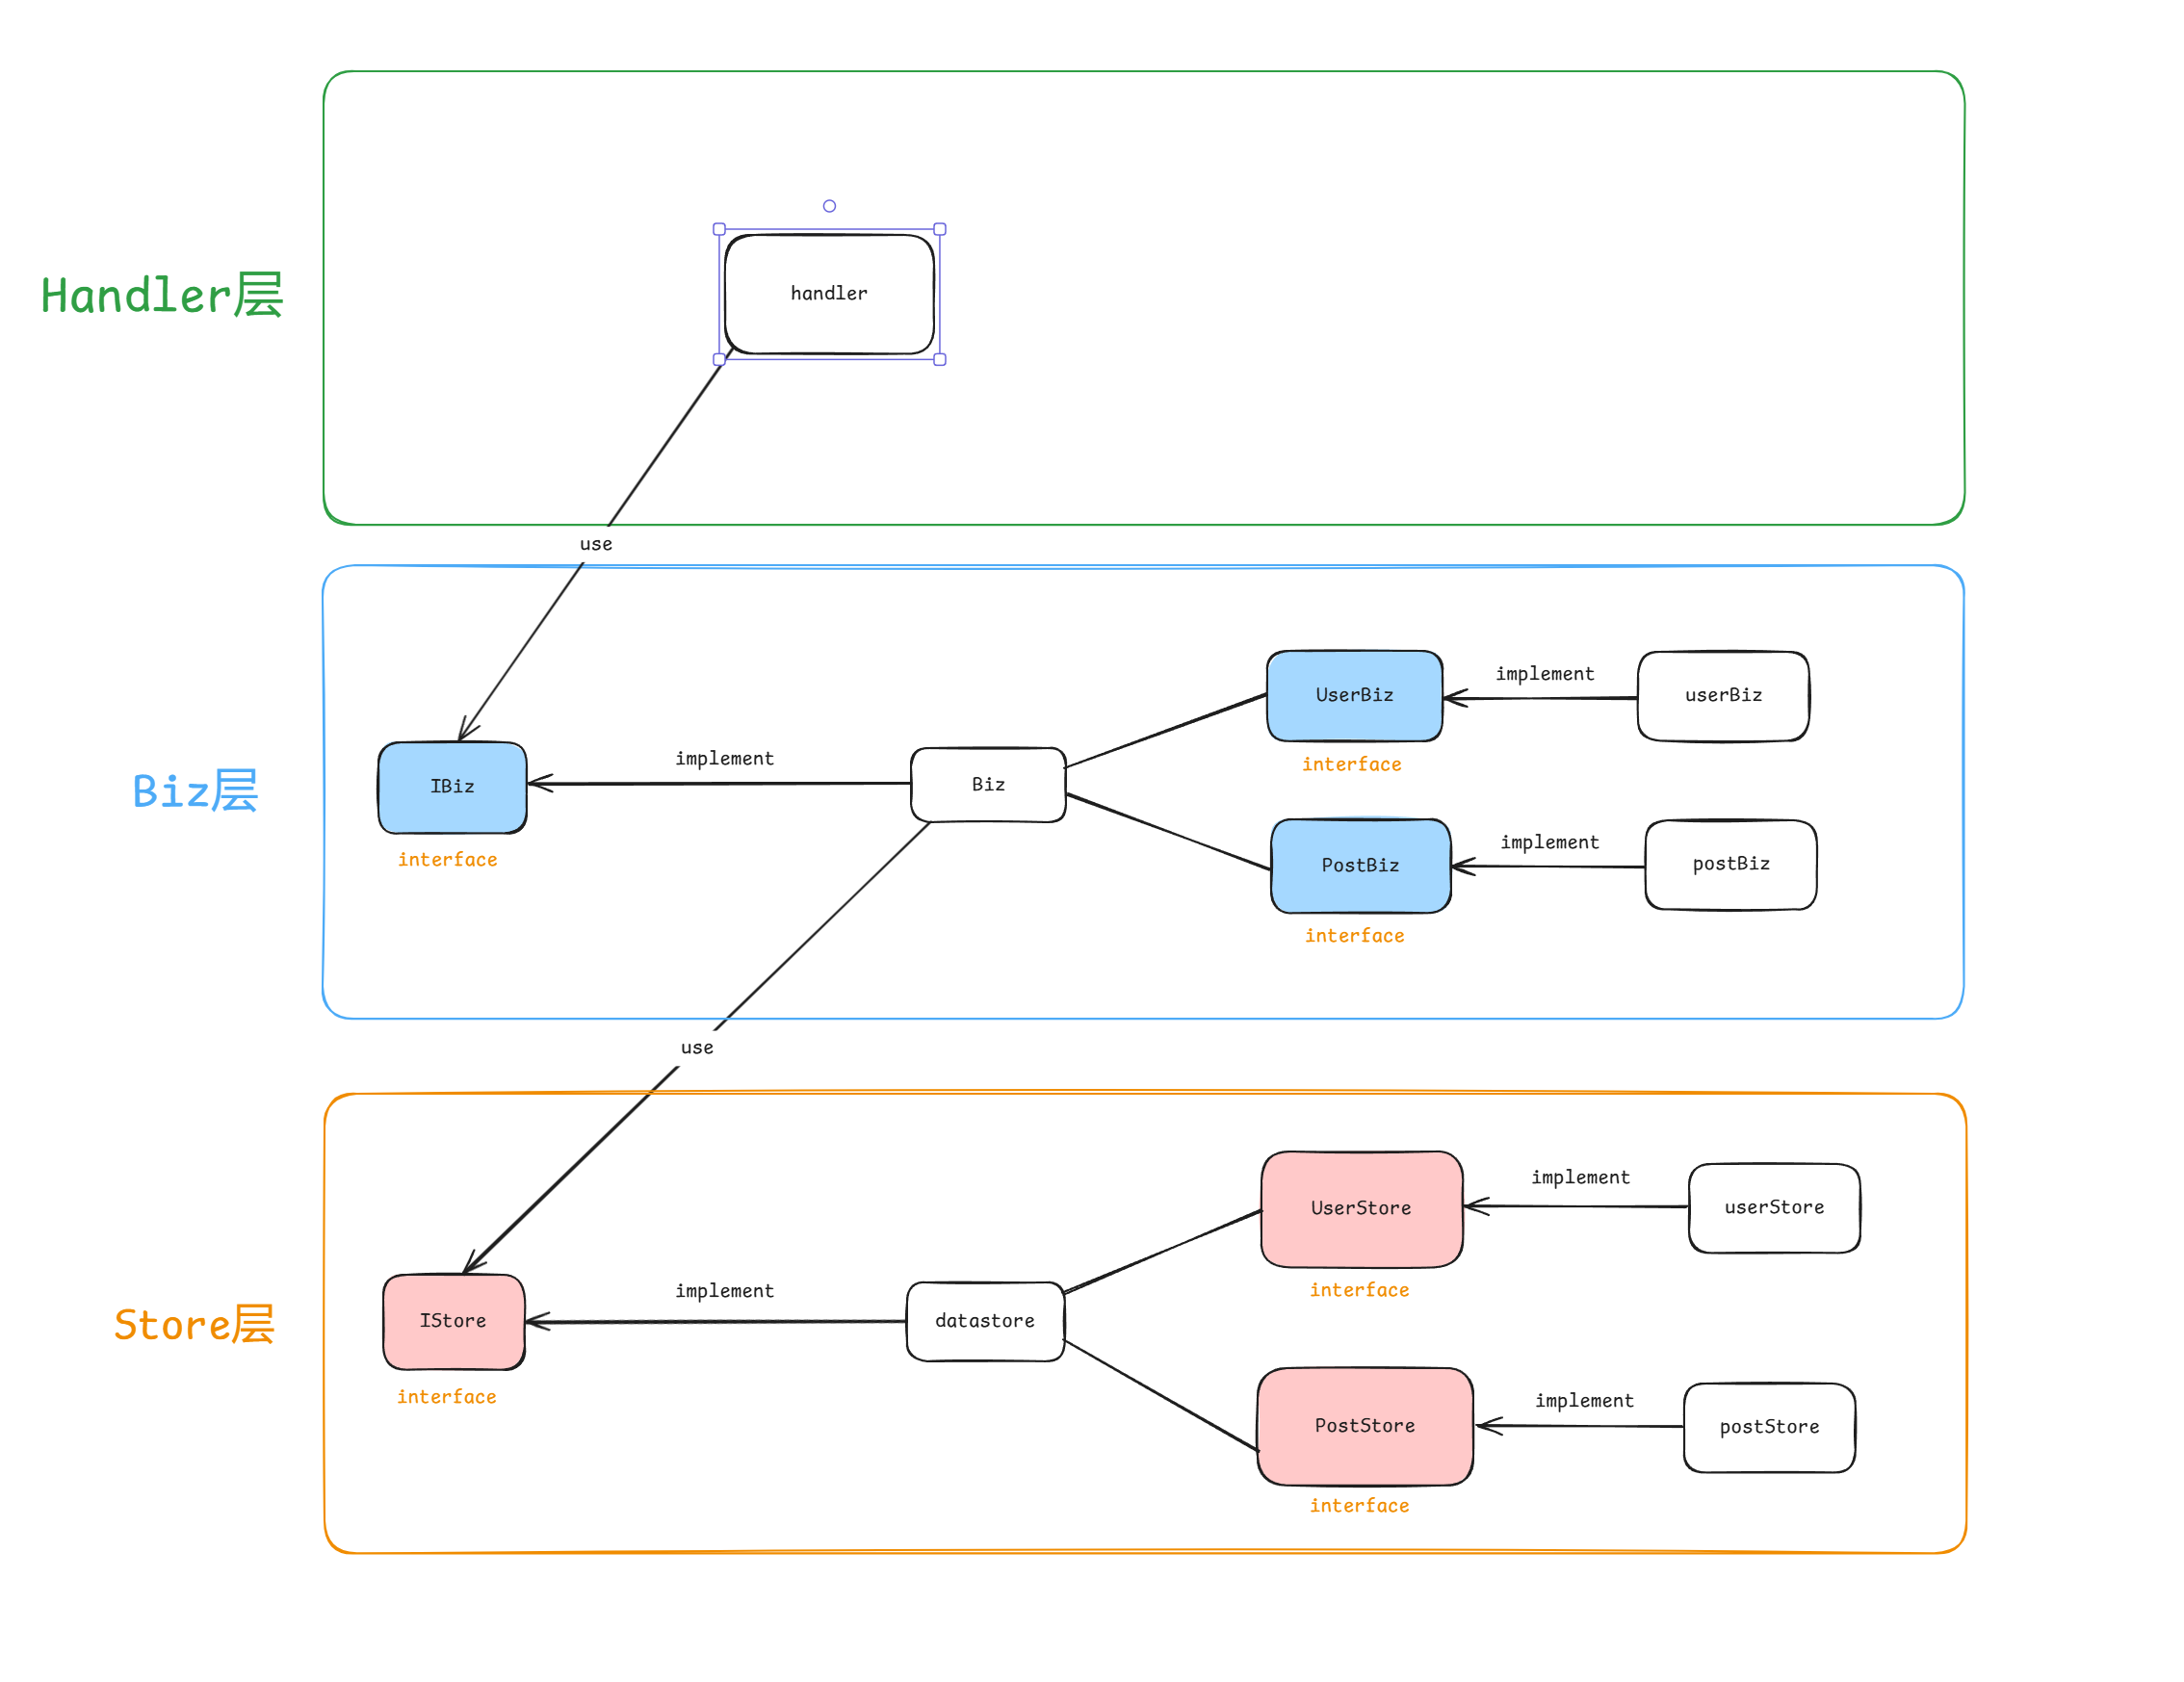 Handler层
handler
use
Biz层
IBiz
interface
implement
Biz
UserBiz
interface
implement
userBiz
PostBiz
interface
implement
postBiz
use
Store层
IStore
interface
implement
datastore
UserStore
interface
implement
userStore
PostStore
interface
implement
postStore